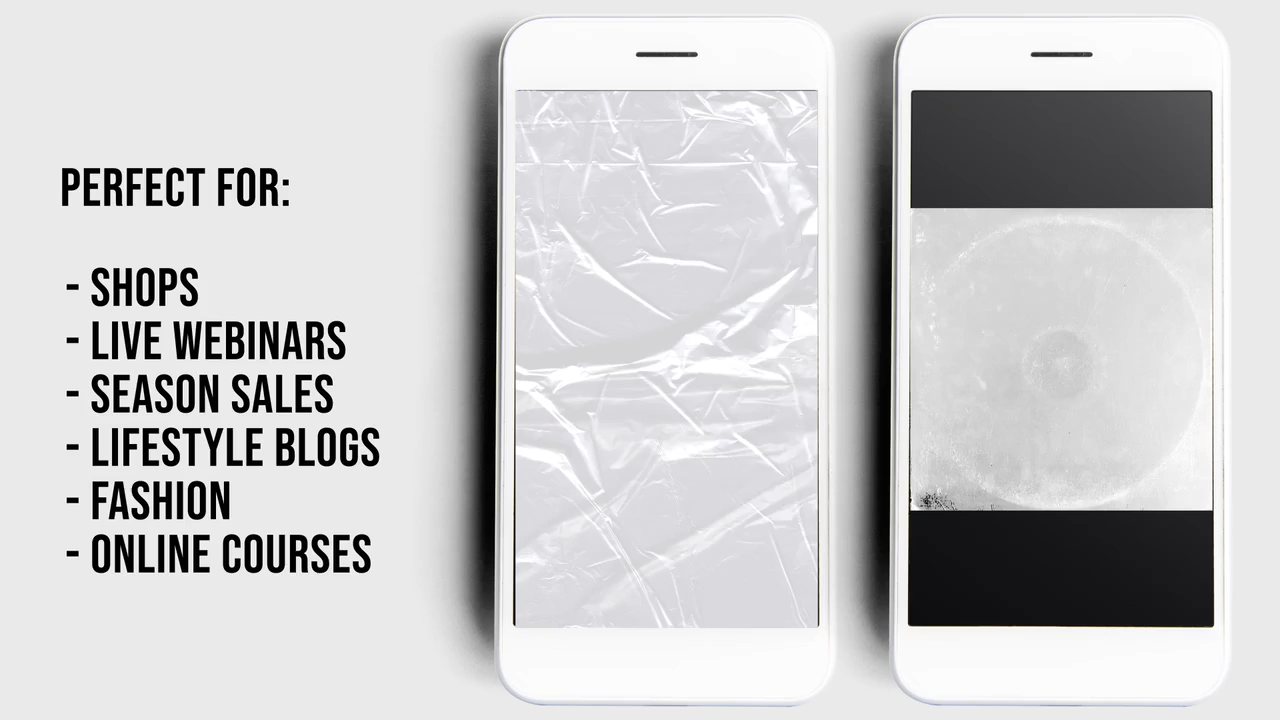 PERFECT FOR:
- SHOPS
- LIVE WEBINARS
- SEASON SALES
- LIFESTYLE BLOGS
- FASHION
- ONLINE COURSES